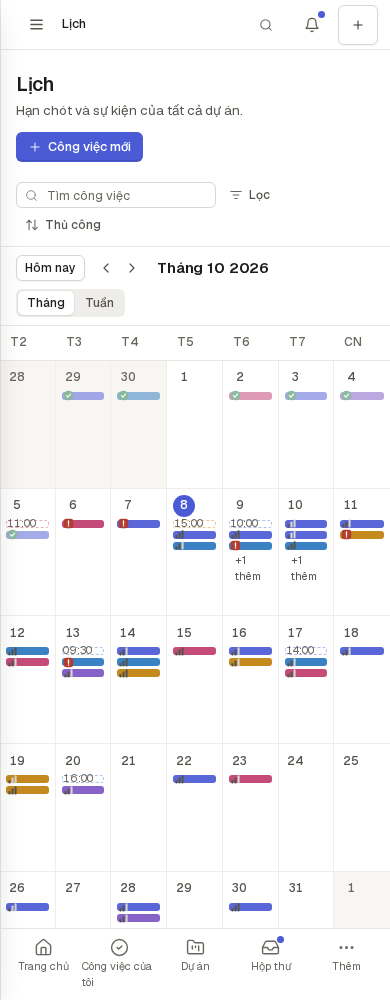 Lịch
Lịch
Hạn chót và sự kiện của tất cả dự án.
Công việc mới
Tìm công việc
Lọc
Thủ công
Hôm nay
Tháng 10 2026
Tháng
Tuần
T2 T3 T4 T5 T6 T7 CN
28 29 30 1 2 3 4
5 6 7 8 9 10 11
11:00 15:00 10:00
+1 thêm
+1 thêm
12 13 14 15 16 17 18
09:30 14:00
19 20 21 22 23 24 25
16:00
26 27 28 29 30 31 1
Trang chủ
Công việc của tôi
Dự án
Hộp thư
Thêm